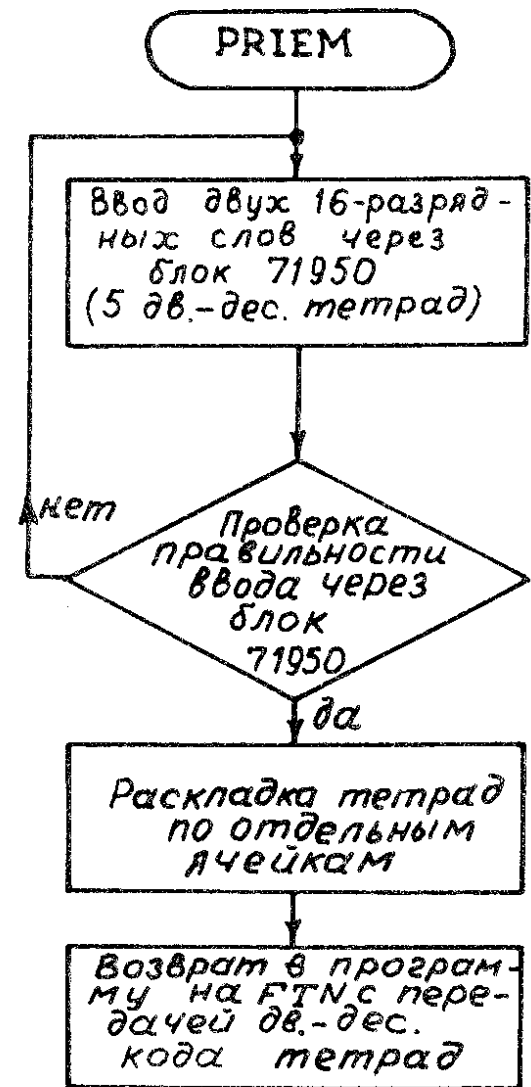 PRIEM
Ввод двух 16-разряд-
ных слов через
блок 71950
(5 дв.-дес. тетрад)
нет
Проверка
правильности
ввода через
блок
71950
да
Раскладка тетрад
по отдельным
ячейкам
Возврат в програм-
му на FTN с пере-
дачей дв.-дес.
кода тетрад